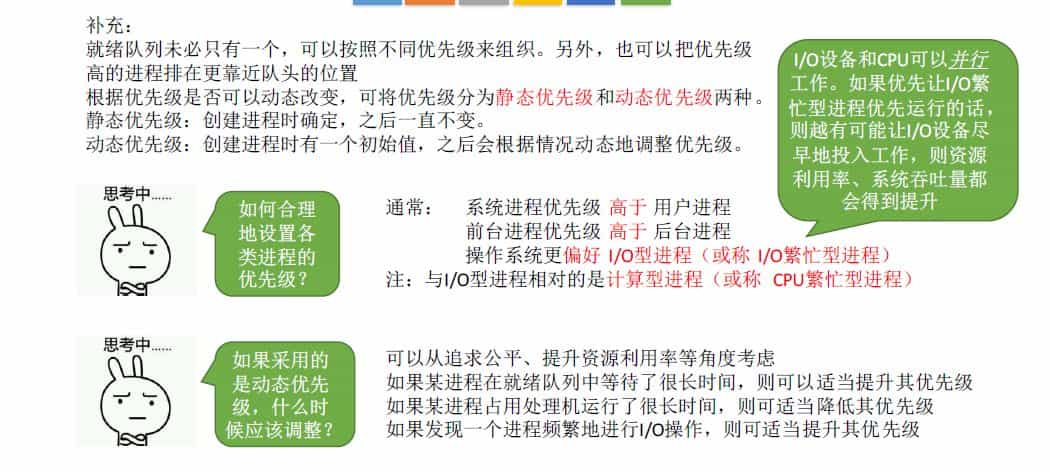 补充：
就绪队列未必只有一个，可以按照不同优先级来组织。另外，也可以把优先级
高的进程排在更靠近队头的位置
根据优先级是否可以动态改变，可将优先级分为静态优先级和动态优先级两种。
静态优先级：创建进程时确定，之后一直不变。
动态优先级：创建进程时有一个初始值，之后会根据情况动态地调整优先级。
I/O设备和CPU可以并行
工作。如果优先让I/O繁
忙型进程优先运行的话，
则越有可能让I/O设备尽
早地投入工作，则资源
利用率、系统吞吐量都
会得到提升
思考中......
如何合理
地设置各
类进程的
优先级？
通常： 系统进程优先级 高于 用户进程
前台进程优先级 高于 后台进程
操作系统更偏好 I/O型进程（或称 I/O繁忙型进程）
注：与I/O型进程相对的是计算型进程（或称 CPU繁忙型进程）
思考中......
如果采用的
是动态优先
级，什么时
候应该调整？
可以从追求公平、提升资源利用率等角度考虑
如果某进程在就绪队列中等待了很长时间，则可以适当提升其优先级
如果某进程占用处理机运行了很长时间，则可适当降低其优先级
如果发现一个进程频繁地进行I/O操作，则可适当提升其优先级